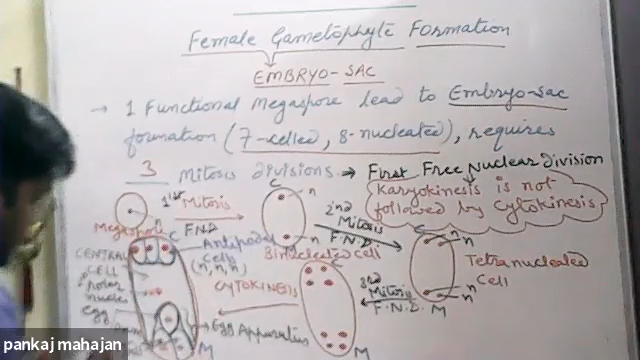 Female Gametophyte Formation
EMBRYO-SAC
→ 1 Functional Megaspore lead to Embryo-sac
formation (7-celled, 8-nucleated), requires
3 Mitosis divisions → First Free Nuclear Division
Karyokinesis is not
followed by Cytokinesis
1st Mitosis
F.N.D
n
Megaspore
C
n
n
Binucleated Cell
2nd
Mitosis
F.N.D.
C
n
n
n
n
M
Tetranucleated
Cell
3rd
Mitosis
F.N.D.
C
M
CYTOKINESIS
C
Antipodal
Cells
(n,n,n)
CENTRAL
CELL
2 polar
nuclei
Egg
Egg Apparatus
M
pankaj mahajan